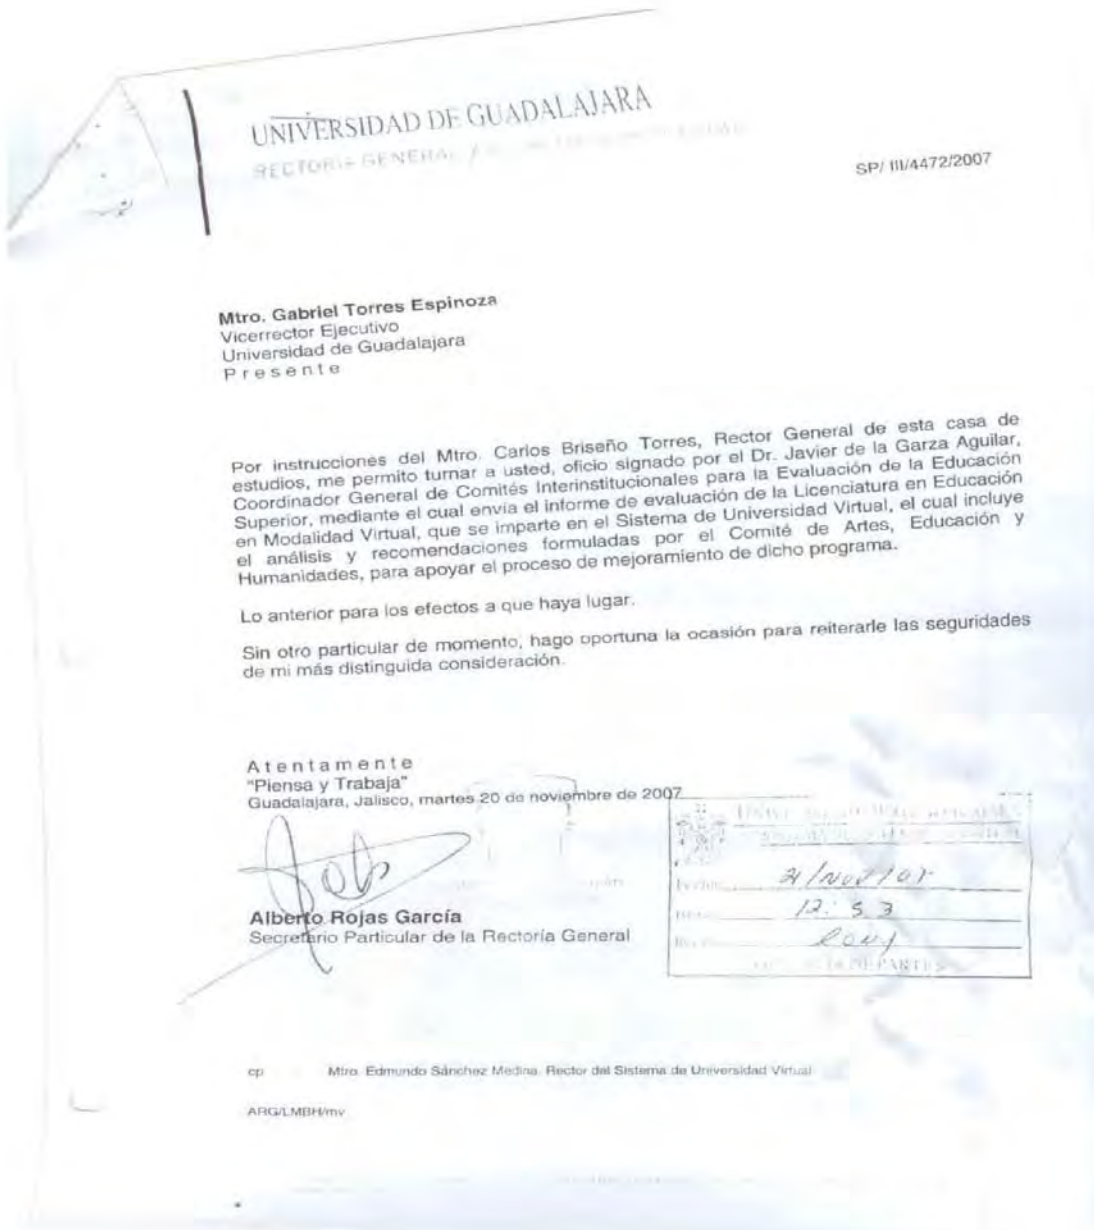 UNIVERSIDAD DE GUADALAJARA
RECTORIA GENERAL
SP/ III/4472/2007
Mtro. Gabriel Torres Espinoza
Vicerrector Ejecutivo
Universidad de Guadalajara
P r e s e n t e
Por instrucciones del Mtro. Carlos Briseño Torres, Rector General de esta casa de
estudios, me permito turnar a usted, oficio signado por el Dr. Javier de la Garza Aguilar,
Coordinador General de Comités Interinstitucionales para la Evaluación de la Educación
Superior, mediante el cual envía el informe de evaluación de la Licenciatura en Educación
en Modalidad Virtual, que se imparte en el Sistema de Universidad Virtual, el cual incluye
el análisis y recomendaciones formuladas por el Comité de Artes, Educación y
Humanidades, para apoyar el proceso de mejoramiento de dicho programa.
Lo anterior para los efectos a que haya lugar.
Sin otro particular de momento, hago oportuna la ocasión para reiterarle las seguridades
de mi más distinguida consideración.
A t e n t a m e n t e
"Piensa y Trabaja"
Guadalajara, Jalisco, martes 20 de noviembre de 2007
21/NOV/07
12:53
Alberto Rojas García
Secretario Particular de la Rectoría General
DE PARTES
cp Mtro. Edmundo Sánchez Medina. Rector del Sistema de Universidad Virtual
ARG/LMBH/mv